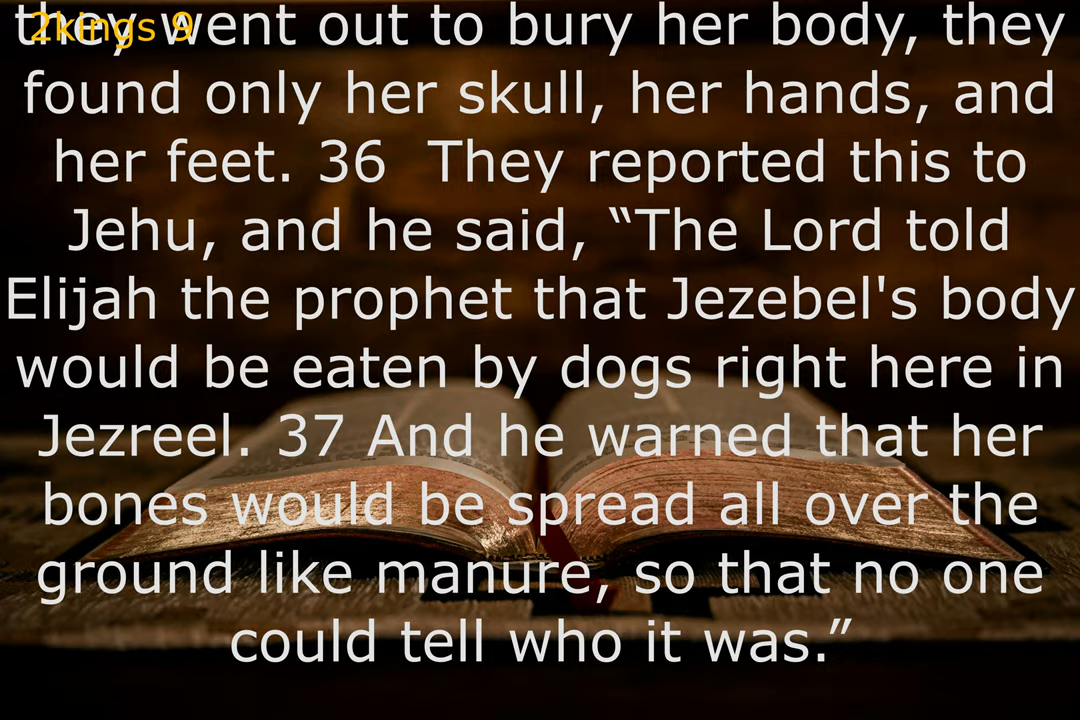 2kings 9
they went out to bury her body, they
found only her skull, her hands, and
her feet. 36  They reported this to
Jehu, and he said, “The Lord told
Elijah the prophet that Jezebel's body
would be eaten by dogs right here in
Jezreel. 37 And he warned that her
bones would be spread all over the
ground like manure, so that no one
could tell who it was.”